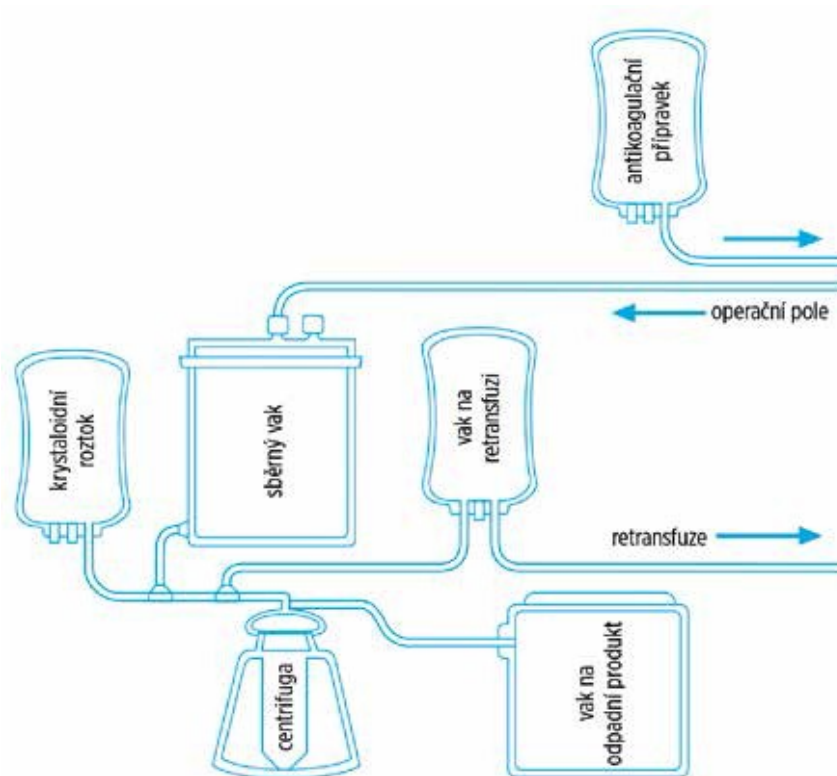 antikoagulační
přípravek
operační pole
krystaloidní
roztok
sběrný vak
vak na
retransfuzi
retransfuze
centrifuga
vak na
odpadní produkt